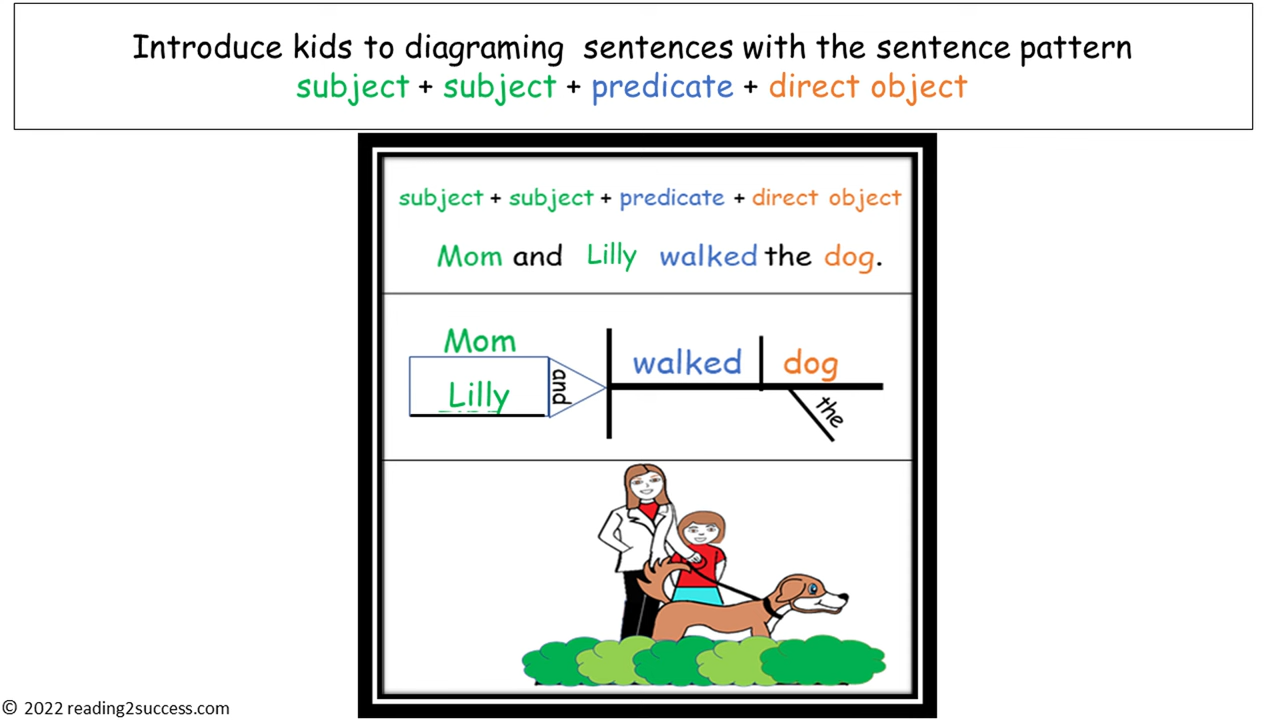 Introduce kids to diagraming sentences with the sentence pattern
subject + subject + predicate + direct object
subject + subject + predicate + direct object
Mom and Lilly walked the dog.
Mom
Lilly
and
walked
dog
the
© 2022 reading2success.com